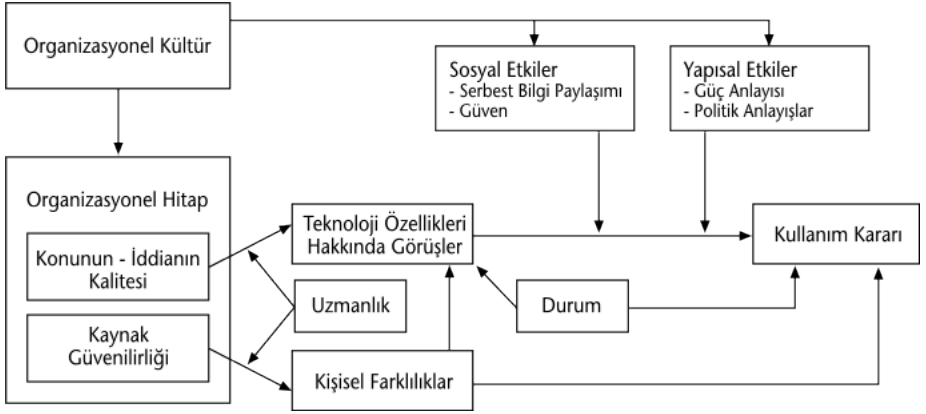 Organizasyonel Kültür
Sosyal Etkiler
- Serbest Bilgi Paylaşımı
- Güven
Yapısal Etkiler
- Güç Anlayısı
- Politik Anlayışlar
Organizasyonel Hitap
Konunun - İddianın
Kalitesi
Kaynak
Güvenilirliği
Teknoloji Özellikleri
Hakkında Görüşler
Uzmanlık
Kişisel Farklılıklar
Durum
Kullanım Kararı